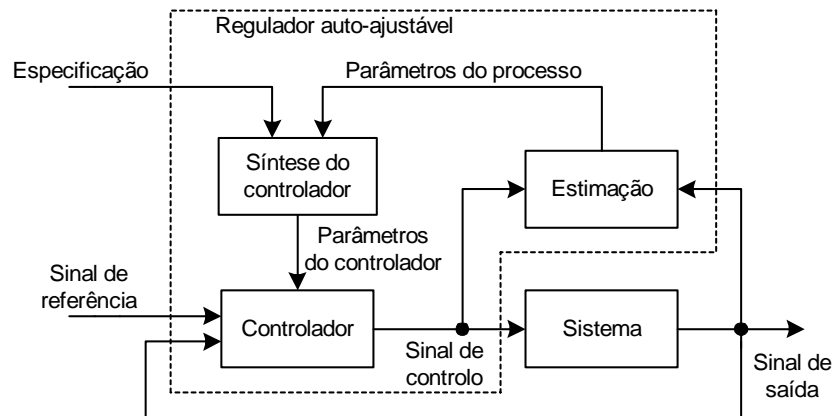 Regulador auto-ajustável
Especificação
Parâmetros do processo
Síntese do
controlador
Estimação
Parâmetros
do controlador
Sinal de
referência
Controlador
Sistema
Sinal de
controlo
Sinal de
saída